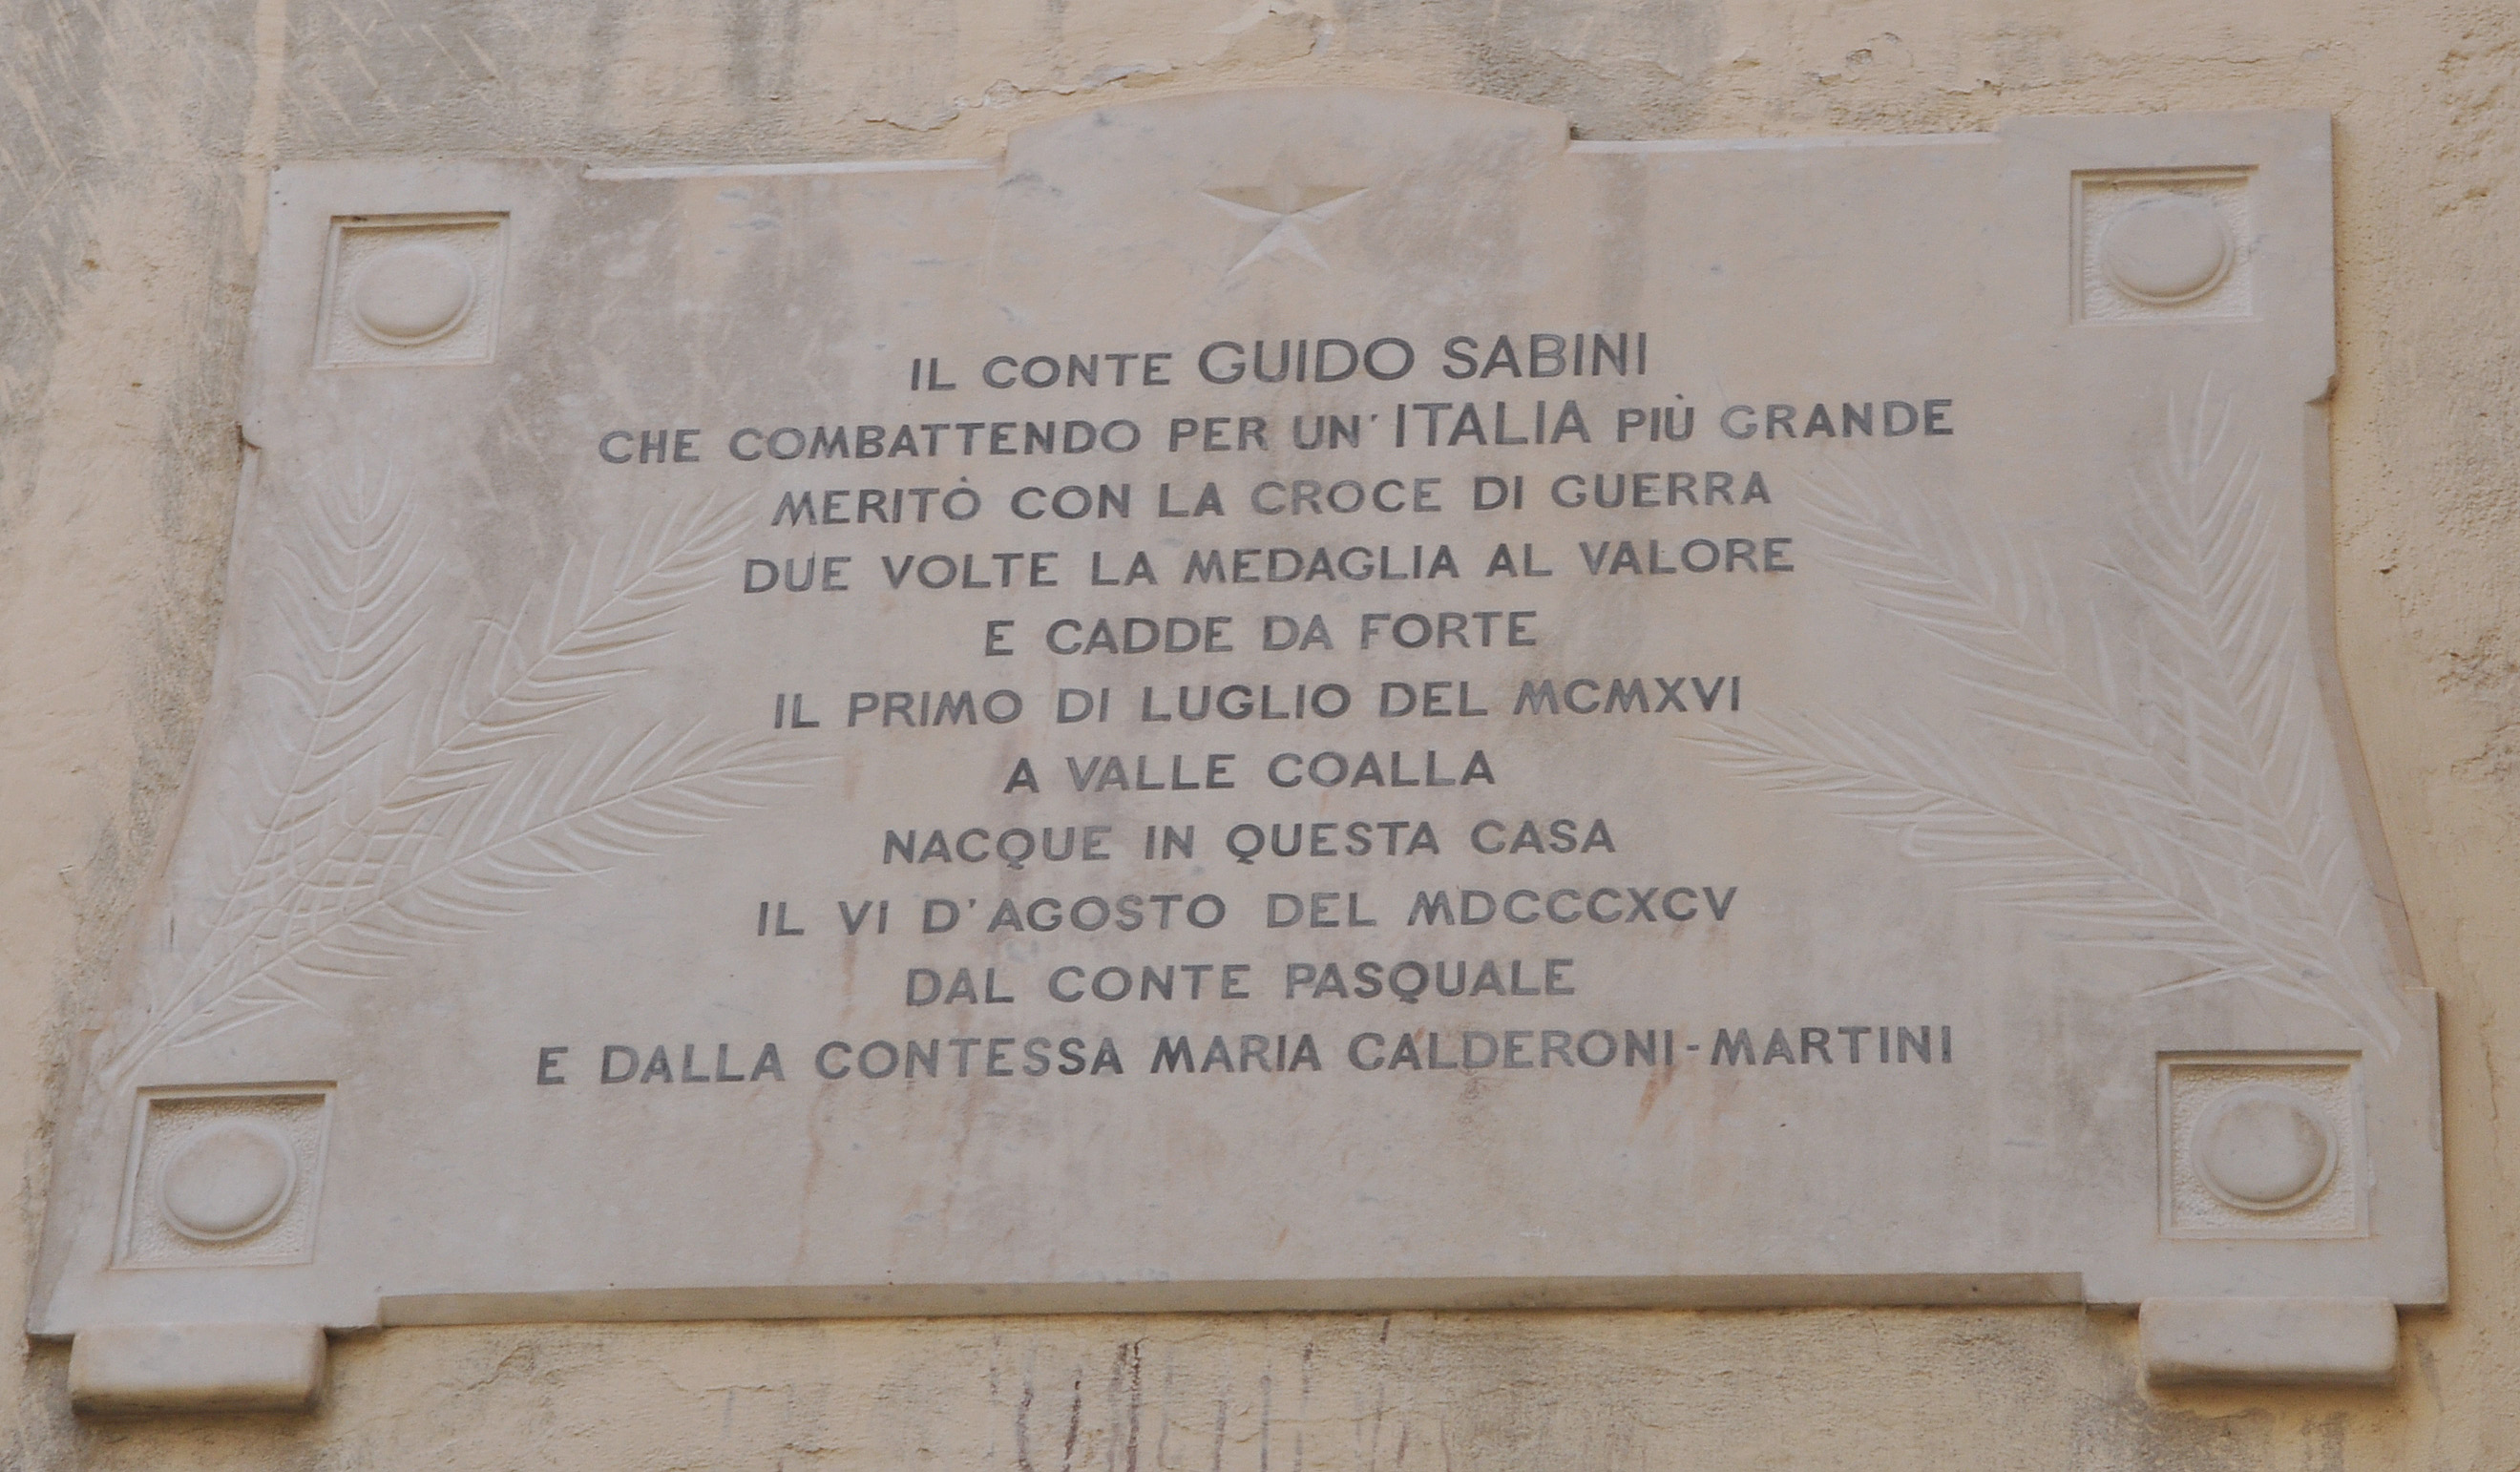 IL CONTE GUIDO SABINI
CHE COMBATTENDO PER UN' ITALIA PIÙ GRANDE
MERITÒ CON LA CROCE DI GUERRA
DUE VOLTE LA MEDAGLIA AL VALORE
E CADDE DA FORTE
IL PRIMO DI LUGLIO DEL MCMXVI
A VALLE COALLA
NACQUE IN QUESTA CASA
IL VI D'AGOSTO DEL MDCCCXCV
DAL CONTE PASQUALE
E DALLA CONTESSA MARIA CALDERONI-MARTINI